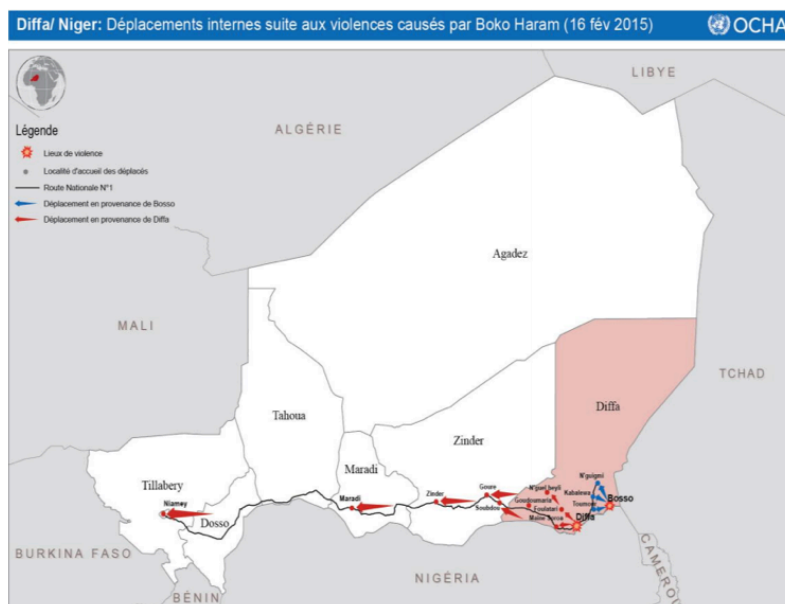 Diffa/ Niger: Déplacements internes suite aux violences causés par Boko Haram (16 fév 2015)
OCHA
LIBYE
ALGÉRIE
Légende
Lieux de violence
Localité d'accueil des déplacés
Route Nationale N°1
Déplacement en provenance de Bosso
Déplacement en provenance de Diffa
Agadez
MALI
TCHAD
Diffa
Tahoua
Zinder
Maradi
Tillabery
Niamey
Dosso
Maradi
Zinder
Goure
Soubdou
N'guel beyli
Goudoumaria
Foulatari
Maine Soroa
N'guigmi
Kabalewa
Toumour
Bosso
Diffa
BURKINA FASO
BÉNIN
NIGÉRIA
CAMEROUN